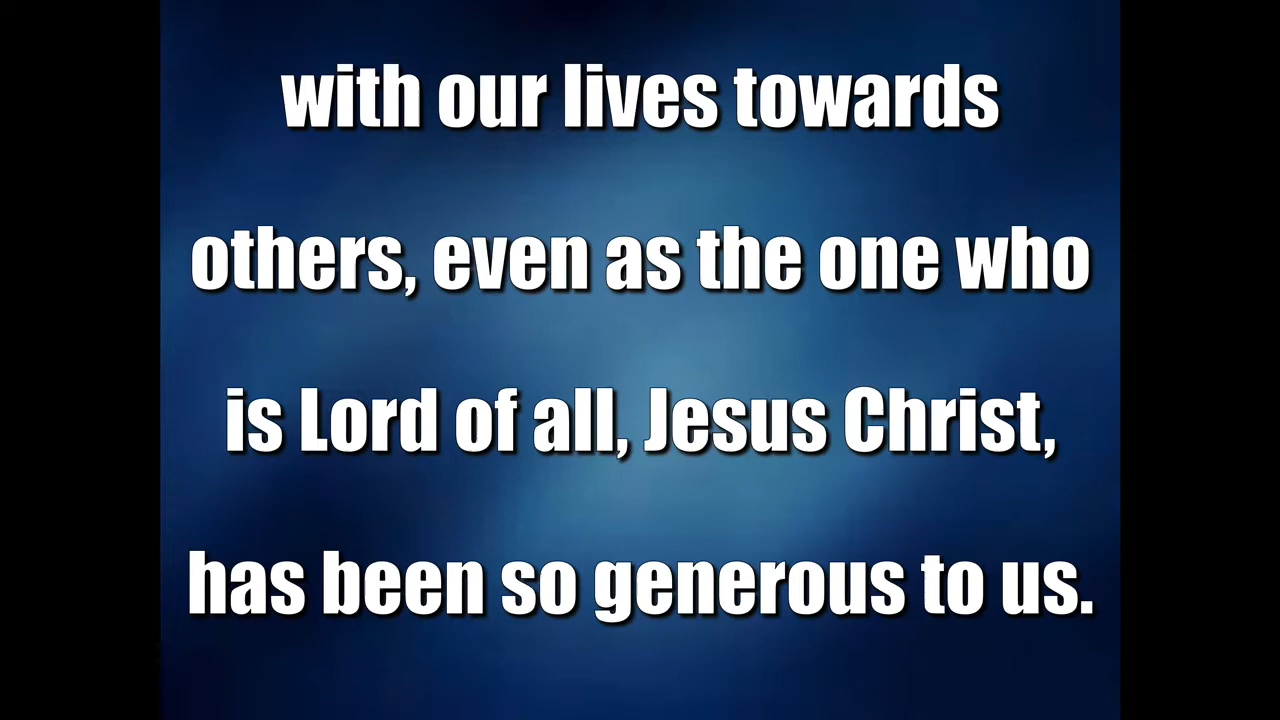 with our lives towards
others, even as the one who
is Lord of all, Jesus Christ,
has been so generous to us.